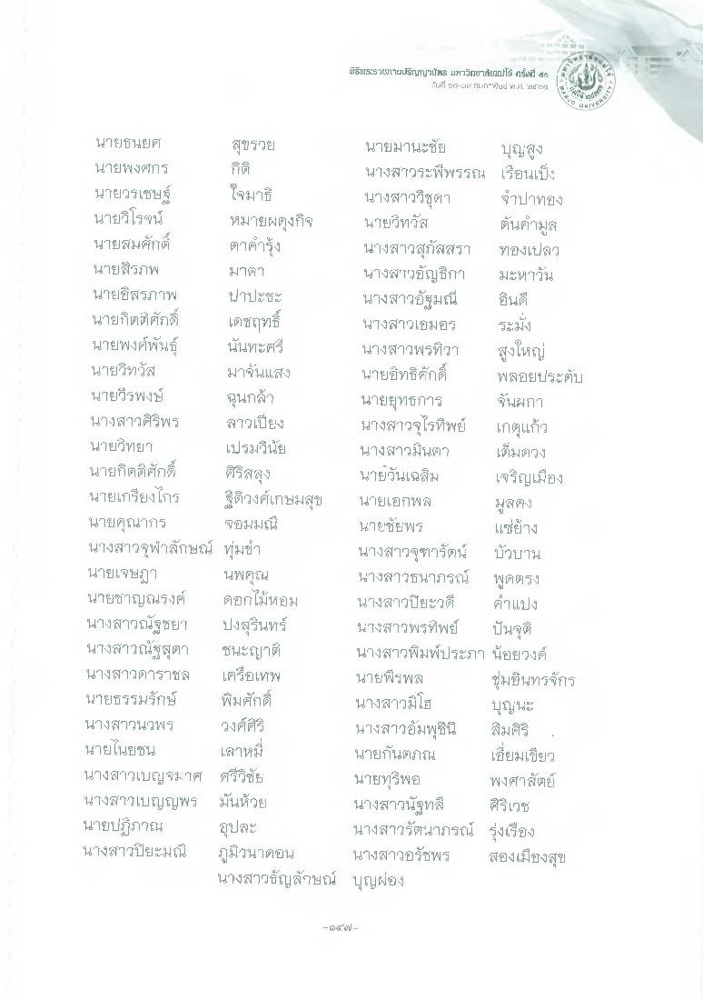 พิธีพระราชทานปริญญาบัตร มหาวิทยาลัยแม่โจ้ ครั้งที่ ๔๑
วันที่ กุมภาพันธ์ พ.ศ. ๒๕๖๑
มหาวิทยาลัยแม่โจ้
MAEJO UNIVERSITY
นายธนยศ สุขรวย
นายพงศกร กิติ
นายวรเชษฐ์ ใจมาธิ
นายวิโรจน์ หมายผดุงกิจ
นายสมศักดิ์ ตาคำรุ้ง
นายสิรภพ มาตา
นายอิสรภาพ ปาปะชะ
นายกิตติศักดิ์ เดชฤทธิ์
นายพงศ์พันธุ์ นันทะศรี
นายวิทวัส มาจันแสง
นายวีรพงษ์ ฉุนกล้า
นางสาวศิริพร ลาวเปียง
นายวิทยา เปรมวินัย
นายกิตติศักดิ์ ศิริสลุง
นายเกรียงไกร ฐิติวงศ์เกษมสุข
นายคุณากร จอมมณี
นางสาวจุฬาลักษณ์ ทุ่มขำ
นายเจษฎา นพคุณ
นายชาญณรงค์ ดอกไม้หอม
นางสาวณัฐชยา ปงสุรินทร์
นางสาวณัฐสุดา ชนะญาติ
นางสาวดาราชล เครือเทพ
นายธรรมรักษ์ พิมศักดิ์
นางสาวนวพร วงค์ศิริ
นายไนยชน เลาหมี่
นางสาวเบญจมาศ ศรีวิชัย
นางสาวเบญญพร มันห้วย
นายปฏิภาณ อุปละ
นางสาวปิยะมณิ ภูมิวนาดอน
นายมานะชัย บุญสูง
นางสาวระพีพรรณ เรือนเป็ง
นางสาววิชุดา จำปาทอง
นายวิทวัส ต้นคำมูล
นางสาวสุภัสสรา ทองเปลว
นางสาวอัญธิกา มะหาวัน
นางสาวอัฐมณี อินดี
นางสาวเอมอร ระมั่ง
นางสาวพรทิวา สูงใหญ่
นายอิทธิศักดิ์ พลอยประดับ
นายยุทธการ จันผกา
นางสาวจุไรทิพย์ เกตุแก้ว
นางสาวมินตา เต็มดวง
นายวันเฉลิม เจริญเมือง
นายเอกพล มูลคง
นายชัยพร แซ่ย้าง
นางสาวจุฑารัตน์ บัวบาน
นางสาวธนาภรณ์ พูดตรง
นางสาวปิยะวดี คำแปง
นางสาวพรทิพย์ ปันจุติ
นางสาวพิมพ์ประภา น้อยวงค์
นายพีรพล ชุ่มอินทรจักร
นางสาวมิโฮ บุญนะ
นางสาวอัมพุชินี สิมศิริ
นายกันตภณ เอี่ยมเขียว
นายทุริพอ พงศาสัตย์
นางสาวนัฐทลี ศิริเวช
นางสาวรัตนาภรณ์ รุ่งเรือง
นางสาวอรัชพร สองเมืองสุข
นางสาวธัญลักษณ์ บุญผ่อง
-๑๔๗-